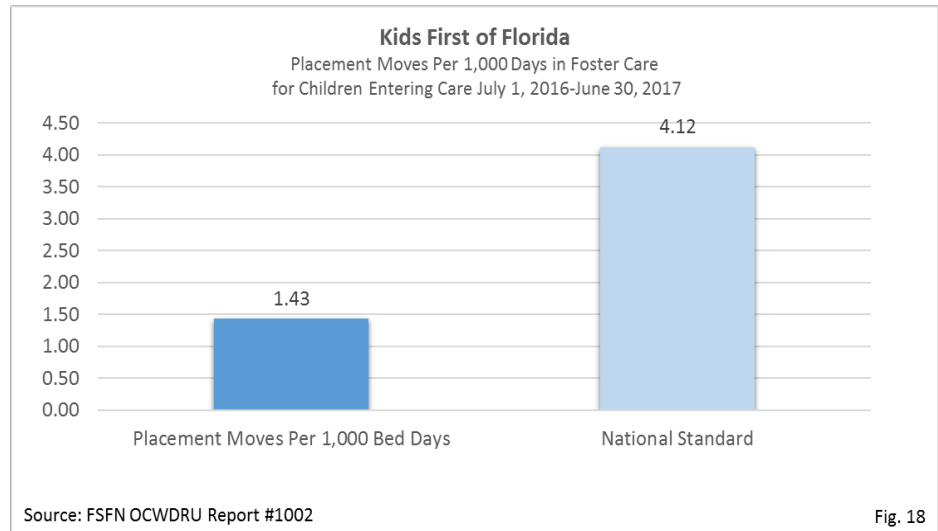 Kids First of Florida
Placement Moves Per 1,000 Days in Foster Care
for Children Entering Care July 1, 2016-June 30, 2017
4.50
4.00
3.50
3.00
2.50
2.00
1.50
1.00
0.50
0.00
1.43
4.12
Placement Moves Per 1,000 Bed Days
National Standard
Source: FSFN OCWDRU Report #1002
Fig. 18